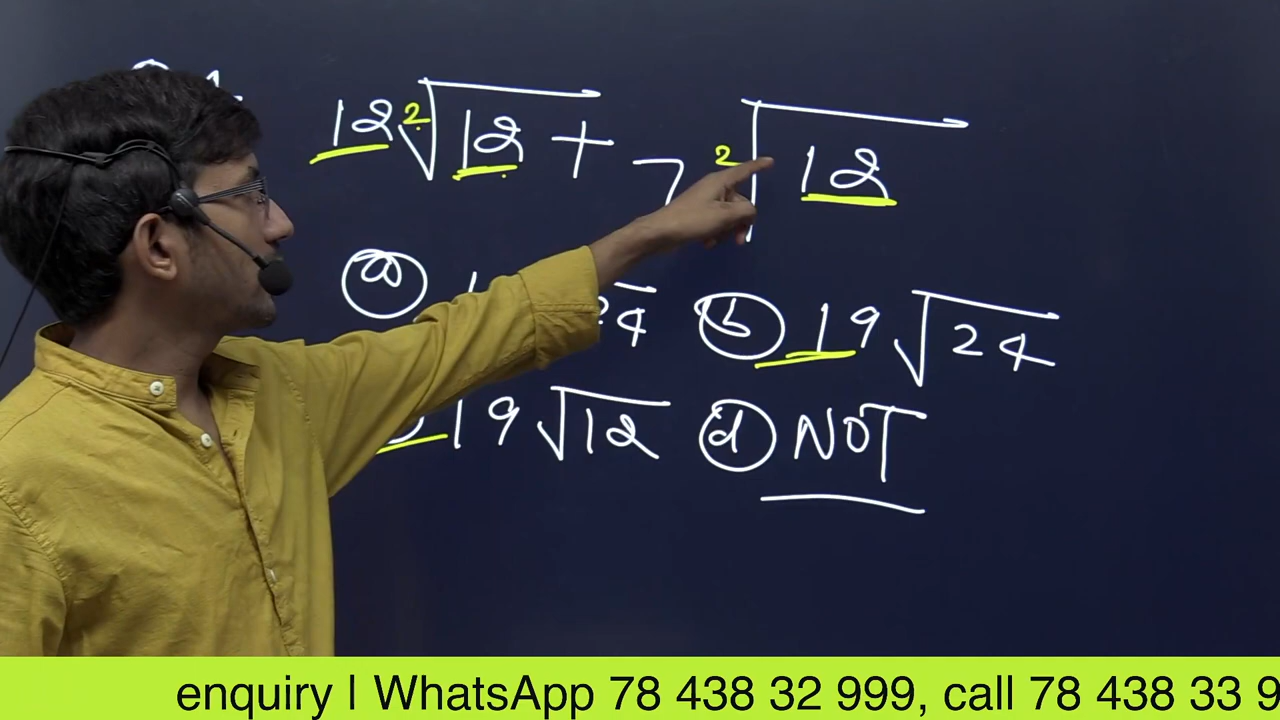 12 ²√12 + 7 ²√12
(a) (b) 19√24
19√12 (d) NOT
enquiry | WhatsApp 78 438 32 999, call 78 438 33 9